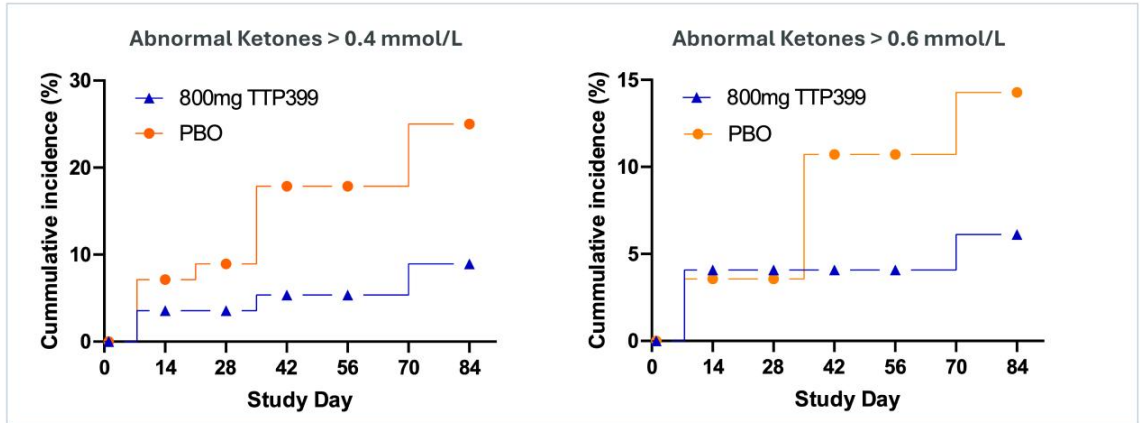 Abnormal Ketones > 0.4 mmol/L
Cummulative incidence (%)
30
20
10
0
800mg TTP399
PBO
0 14 28 42 56 70 84
Study Day
Abnormal Ketones > 0.6 mmol/L
Cummulative incidence (%)
15
10
5
0
800mg TTP399
PBO
0 14 28 42 56 70 84
Study Day